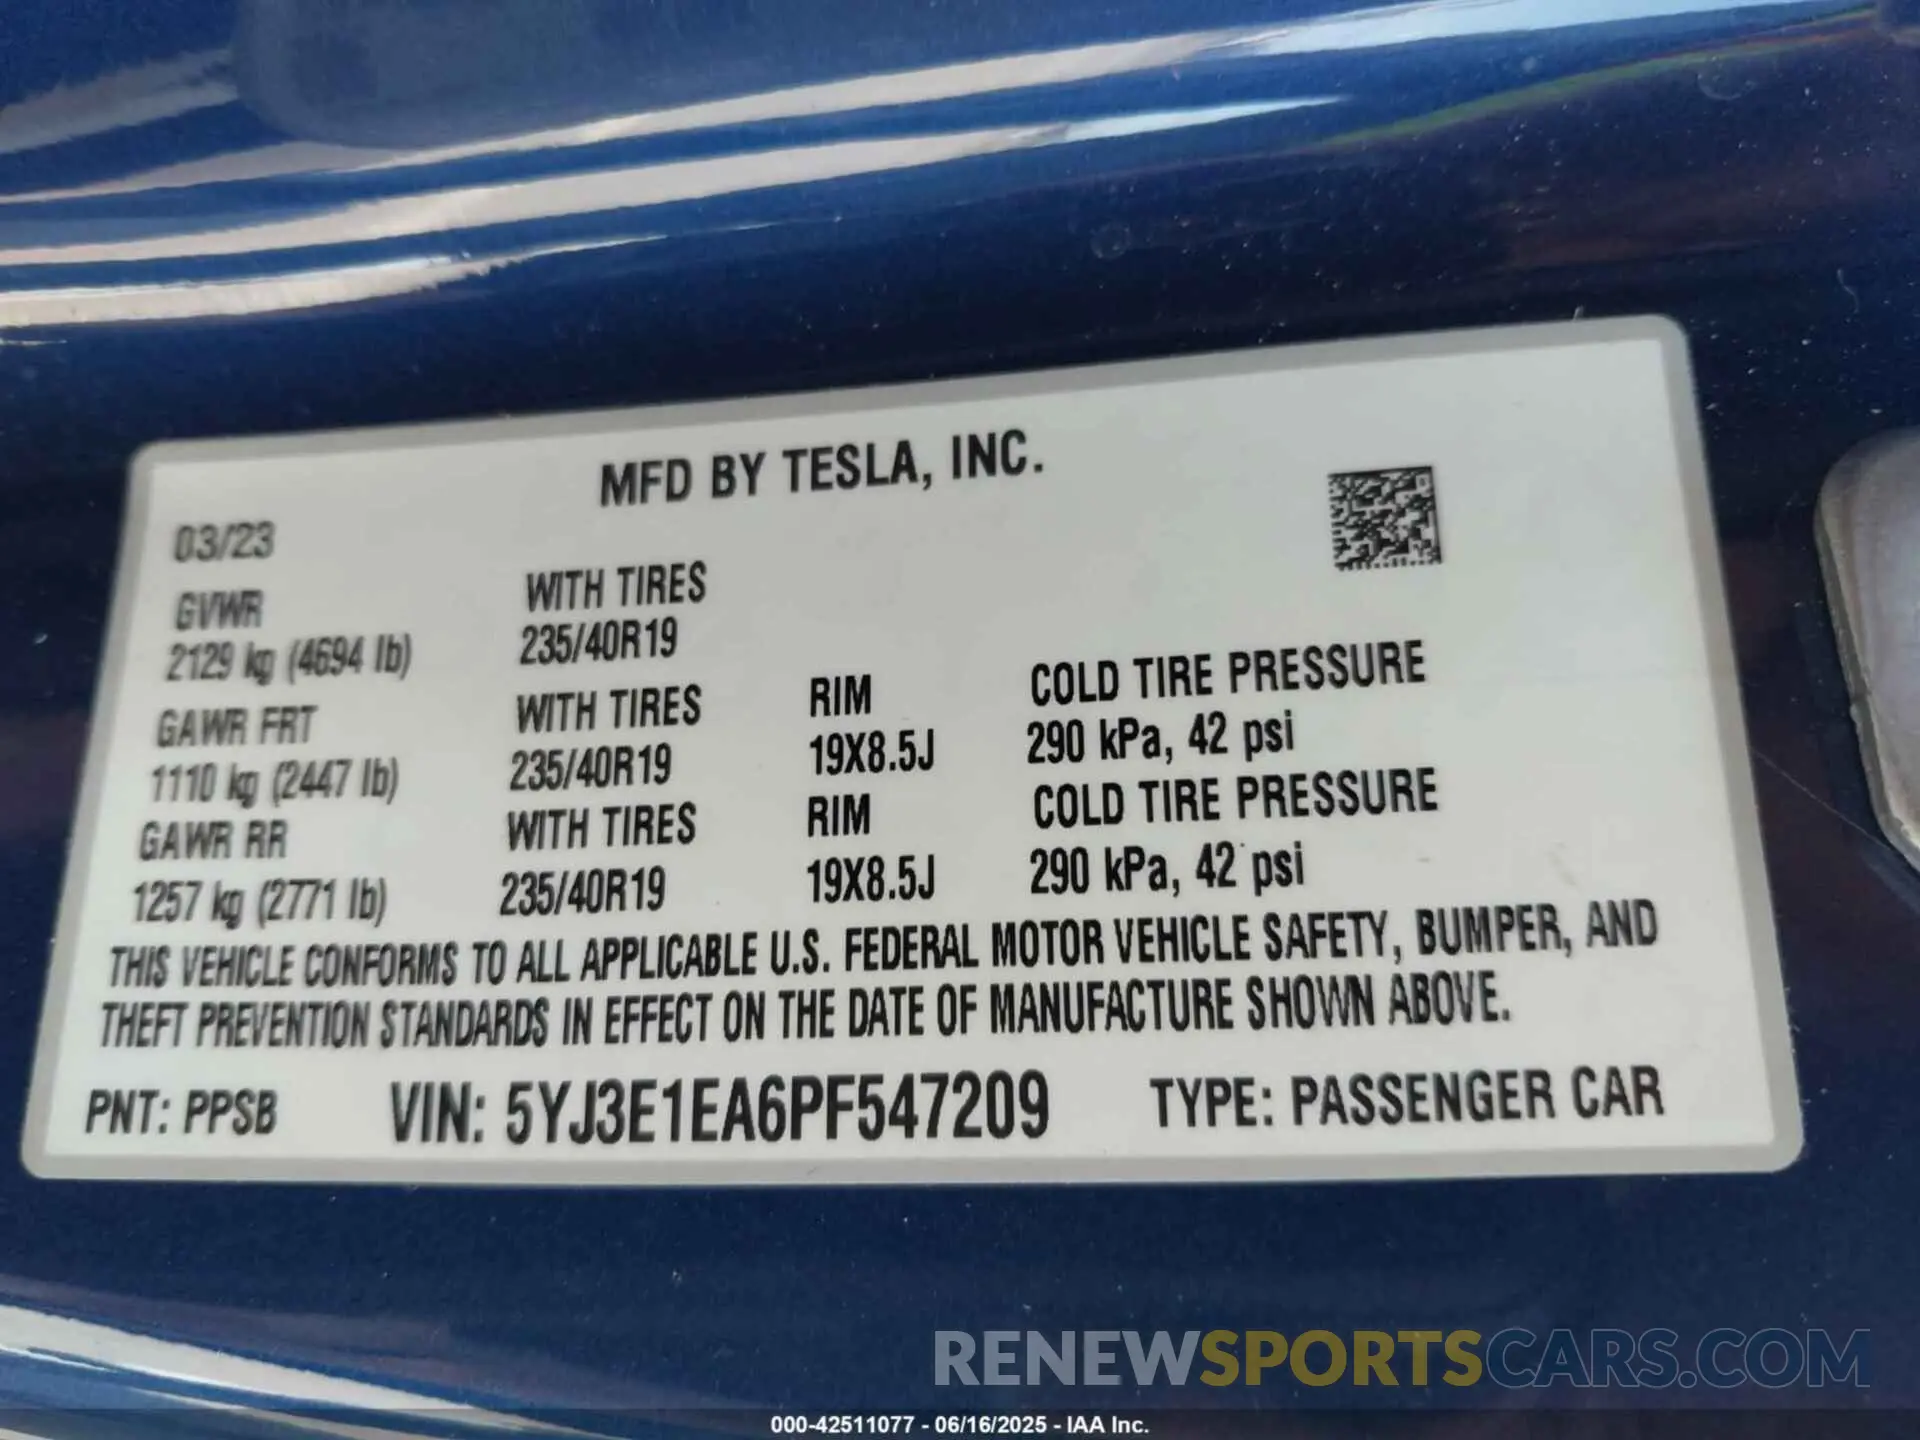 MFD BY TESLA, INC.
03/23
GVWR WITH TIRES
2129 kg (4694 lb) 235/40R19
GAWR FRT WITH TIRES RIM COLD TIRE PRESSURE
1110 kg (2447 lb) 235/40R19 19X8.5J 290 kPa, 42 psi
GAWR RR WITH TIRES RIM COLD TIRE PRESSURE
1257 kg (2771 lb) 235/40R19 19X8.5J 290 kPa, 42 psi
THIS VEHICLE CONFORMS TO ALL APPLICABLE U.S. FEDERAL MOTOR VEHICLE SAFETY, BUMPER, AND
THEFT PREVENTION STANDARDS IN EFFECT ON THE DATE OF MANUFACTURE SHOWN ABOVE.
PNT: PPSB VIN: 5YJ3E1EA6PF547209 TYPE: PASSENGER CAR
RENEWSPORTSCARS.COM
000-42511077 - 06/16/2025 - IAA Inc.